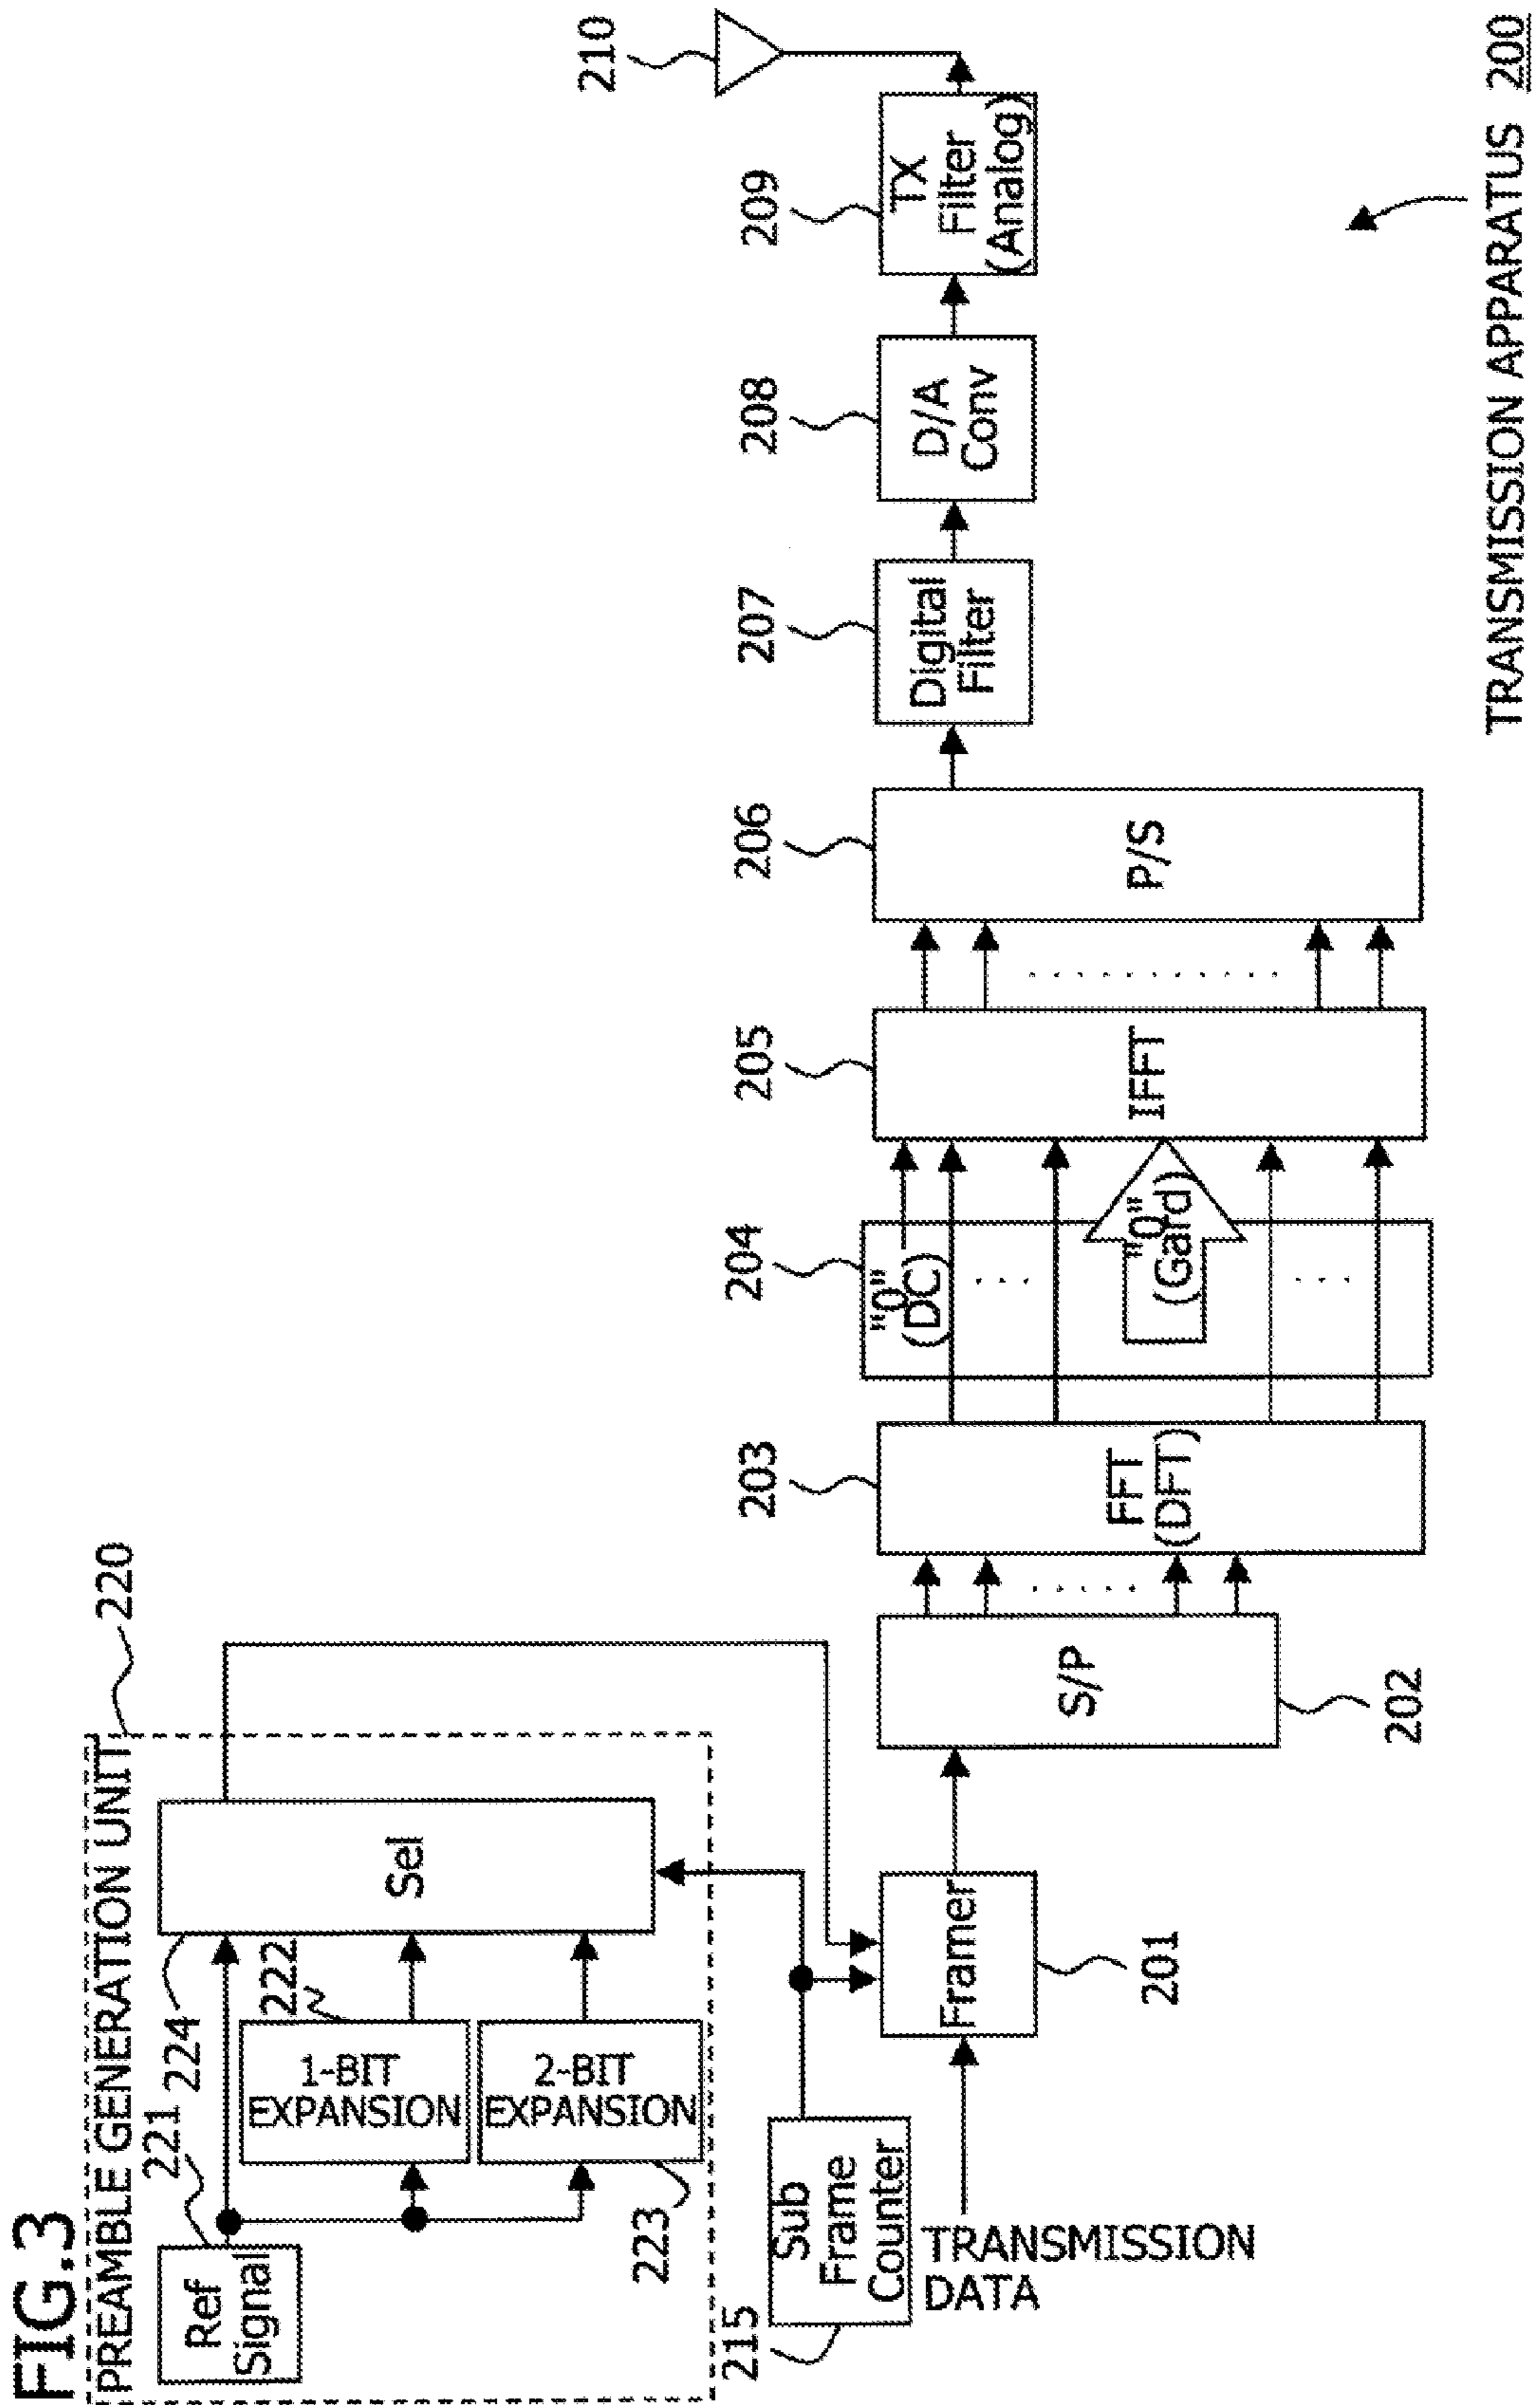 FIG.3
PREAMBLE GENERATION UNIT
220
221
Ref
Signal
224
222
1-BIT
EXPANSION
2-BIT
EXPANSION
223
Sel
215
Sub
Frame
Counter
TRANSMISSION
DATA
Framer
201
S/P
202
203
FFT
(DFT)
204
"0"
(DC)
"0"
(Gard)
205
IFFT
206
P/S
207
Digital
Filter
208
D/A
Conv
209
TX
Filter
(Analog)
210
TRANSMISSION APPARATUS 200